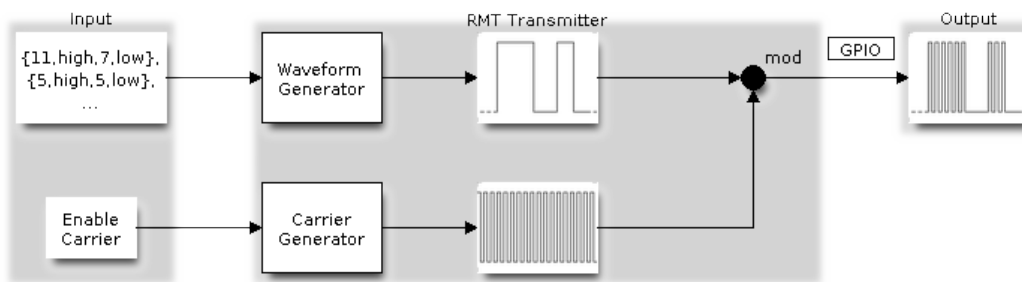 Input
RMT Transmitter
Output
{11,high,7,low},
{5,high,5,low},
...
Waveform
Generator
mod
GPIO
Enable
Carrier
Carrier
Generator